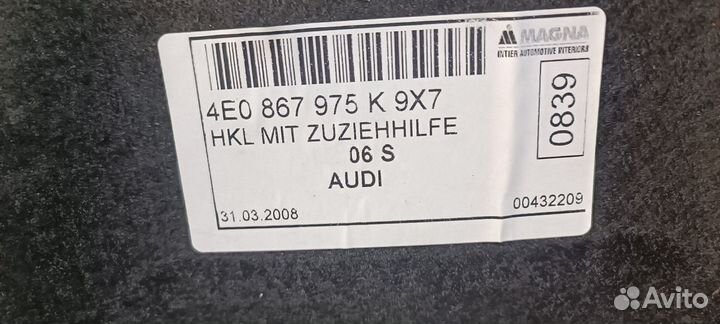 MAGNA
INTIER AUTOMOTIVE INTERIORS
4E0 867 975 K 9X7
HKL MIT ZUZIEHHILFE
06 S
AUDI
0839
31.03.2008
00432209
Avito